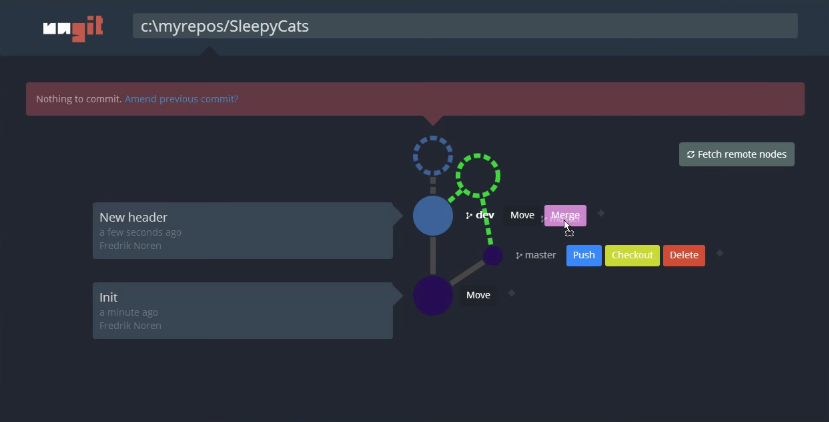 ungit
c:\myrepos/SleepyCats
Nothing to commit. Amend previous commit?
Fetch remote nodes
New header
a few seconds ago
Fredrik Noren
dev Move Merge
master Push Checkout Delete
Init
a minute ago
Fredrik Noren
Move